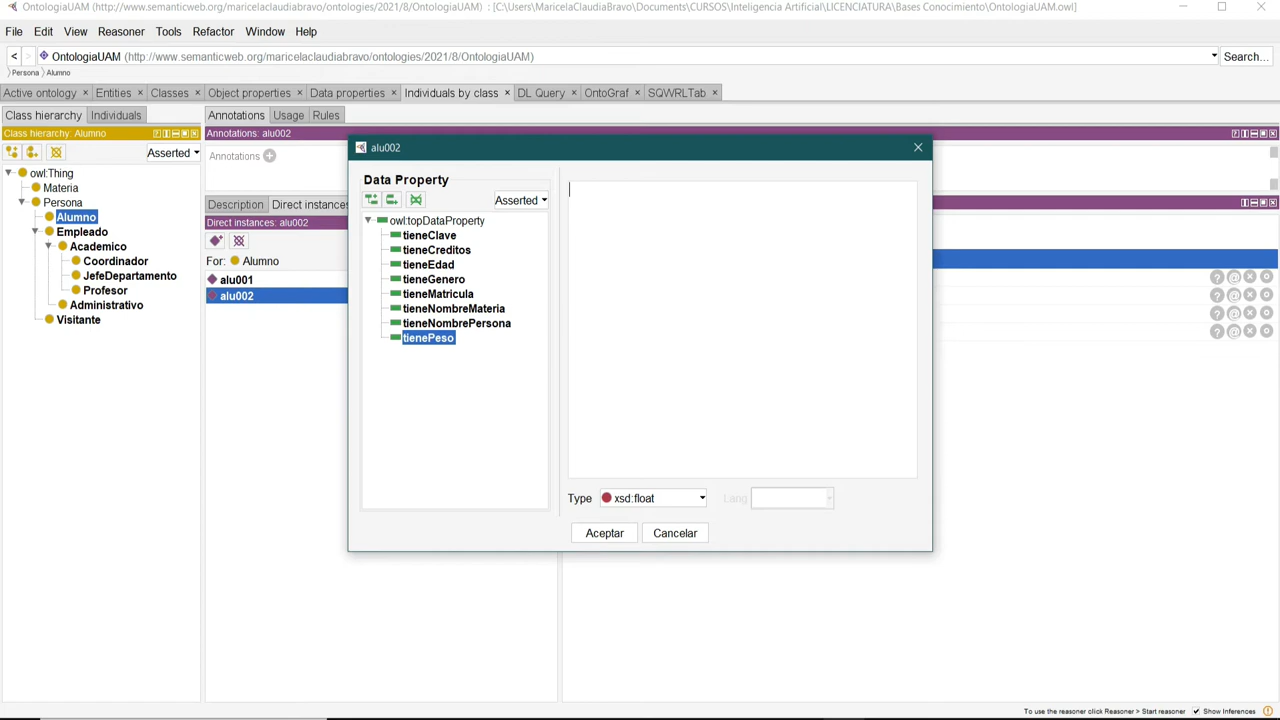 OntologiaUAM (http://www.semanticweb.org/maricelaclaudiabravo/ontologies/2021/8/OntologiaUAM) : [C:\Users\MaricelaClaudiaBravo\Documents\CURSOS\Inteligencia Artificial\LICENCIATURA\Bases Conocimiento\OntologiaUAM.owl]
File Edit View Reasoner Tools Refactor Window Help
< > OntologiaUAM (http://www.semanticweb.org/maricelaclaudiabravo/ontologies/2021/8/OntologiaUAM) Search...
Persona Alumno
Active ontology × Entities × Classes × Object properties × Data properties × Individuals by class × DL Query × OntoGraf × SQWRLTab ×
Class hierarchy Individuals
Class hierarchy: Alumno
Asserted
owl:Thing
Materia
Persona
Alumno
Empleado
Academico
Coordinador
JefeDepartamento
Profesor
Administrativo
Visitante
Annotations Usage Rules
Annotations: alu002
Annotations
Description Direct instances
Direct instances: alu002
For: Alumno
alu001
alu002
alu002
Data Property
Asserted
owl:topDataProperty
tieneClave
tieneCreditos
tieneEdad
tieneGenero
tieneMatricula
tieneNombreMateria
tieneNombrePersona
tienePeso
Type xsd:float Lang
Aceptar Cancelar
To use the reasoner click Reasoner > Start reasoner Show Inferences